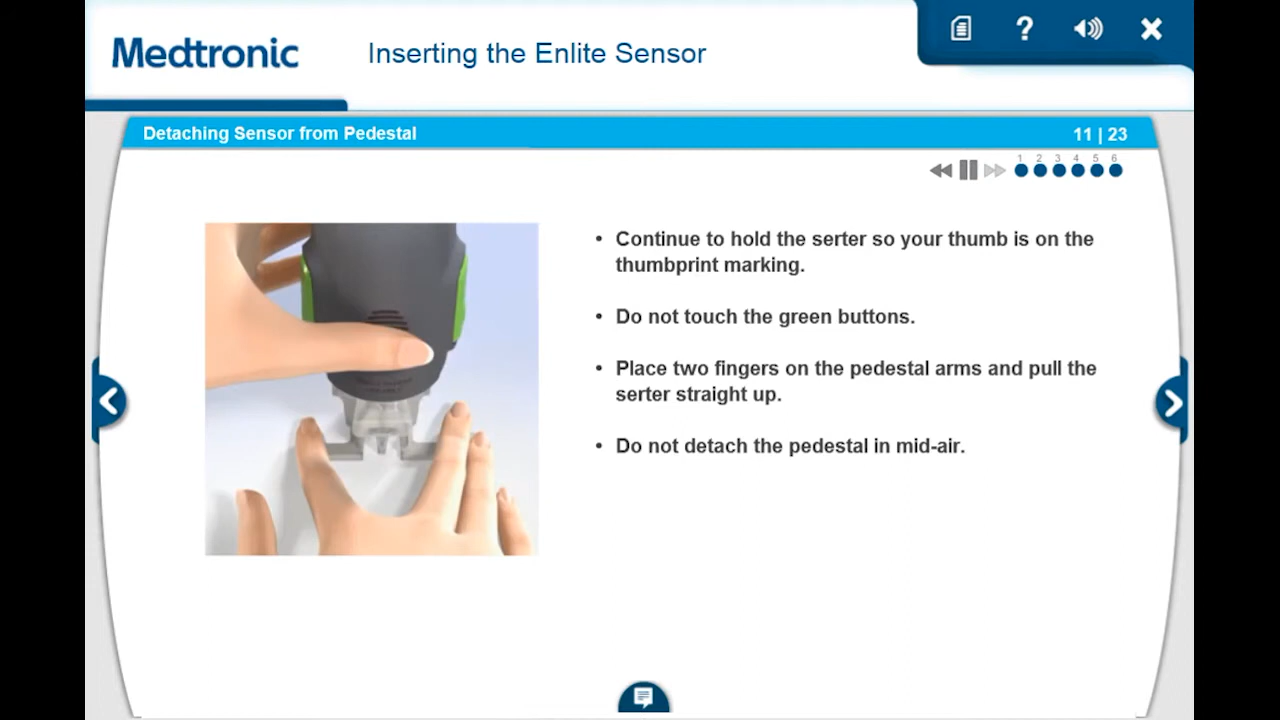 Medtronic
Inserting the Enlite Sensor
?
Detaching Sensor from Pedestal
11 | 23
1 2 3 4 5 6
• Continue to hold the serter so your thumb is on the
thumbprint marking.
• Do not touch the green buttons.
• Place two fingers on the pedestal arms and pull the
serter straight up.
• Do not detach the pedestal in mid-air.